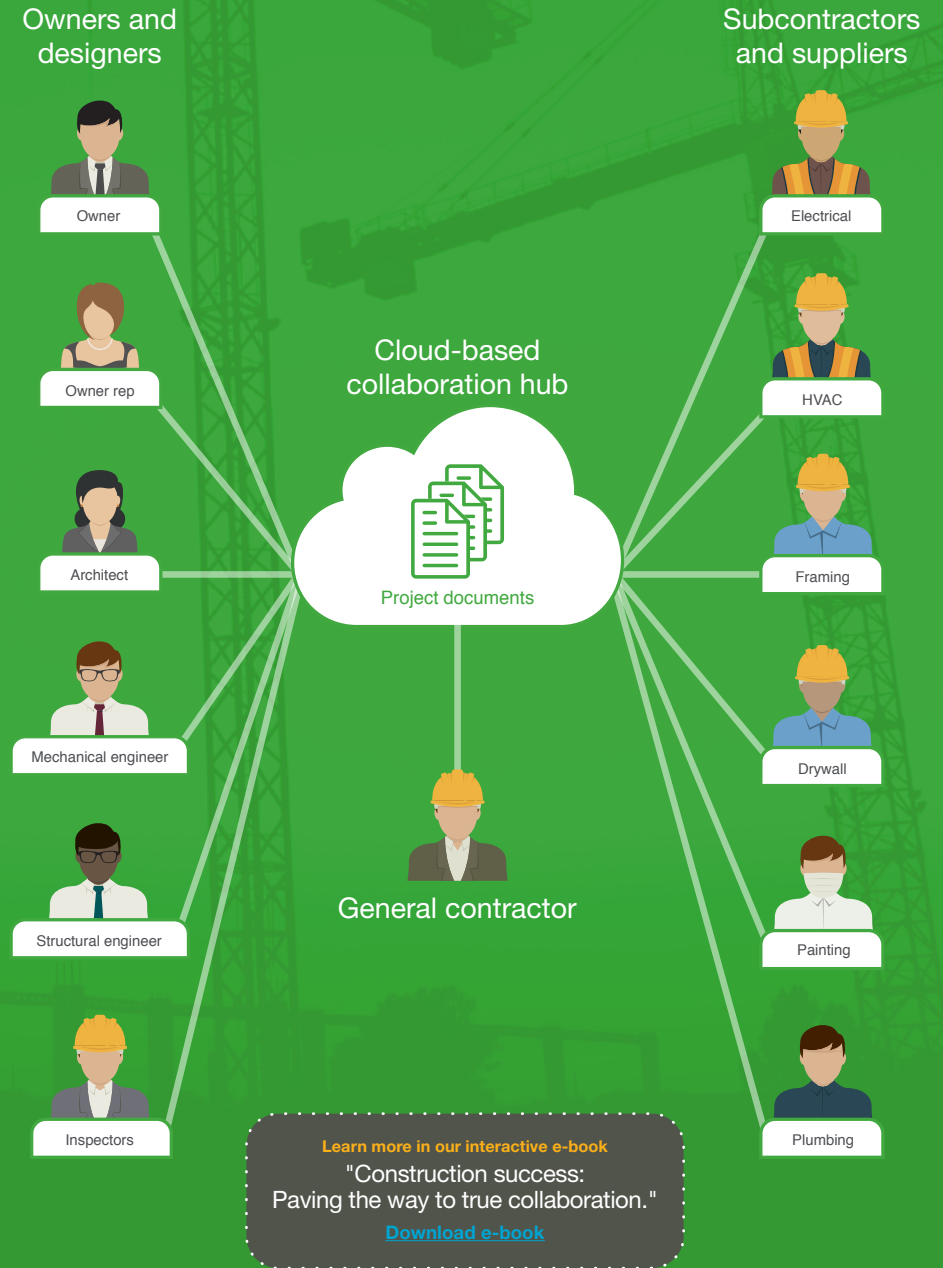 Owners and
designers
Owner
Owner rep
Architect
Mechanical engineer
Structural engineer
Inspectors
Cloud-based
collaboration hub
Project documents
General contractor
Subcontractors
and suppliers
Electrical
HVAC
Framing
Drywall
Painting
Plumbing
Learn more in our interactive e-book
"Construction success:
Paving the way to true collaboration."
Download e-book